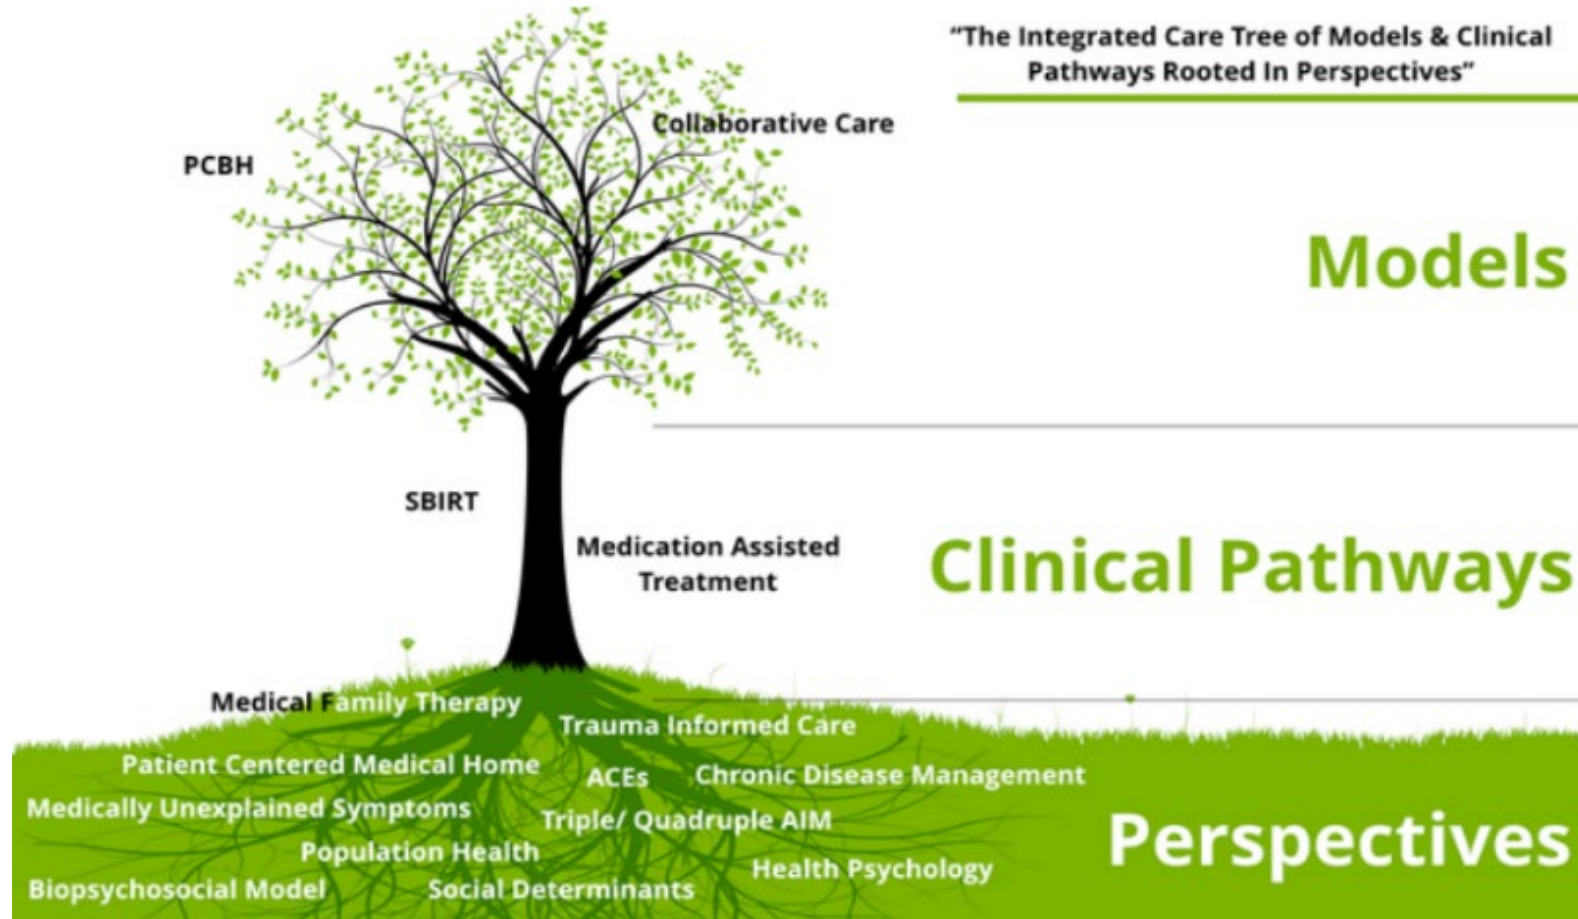 “The Integrated Care Tree of Models & Clinical
Pathways Rooted In Perspectives”
Collaborative Care
PCBH
Models
SBIRT
Medication Assisted
Treatment
Clinical Pathways
Medical Family Therapy
Trauma Informed Care
Patient Centered Medical Home
ACEs
Chronic Disease Management
Medically Unexplained Symptoms
Triple/ Quadruple AIM
Perspectives
Population Health
Health Psychology
Biopsychosocial Model
Social Determinants